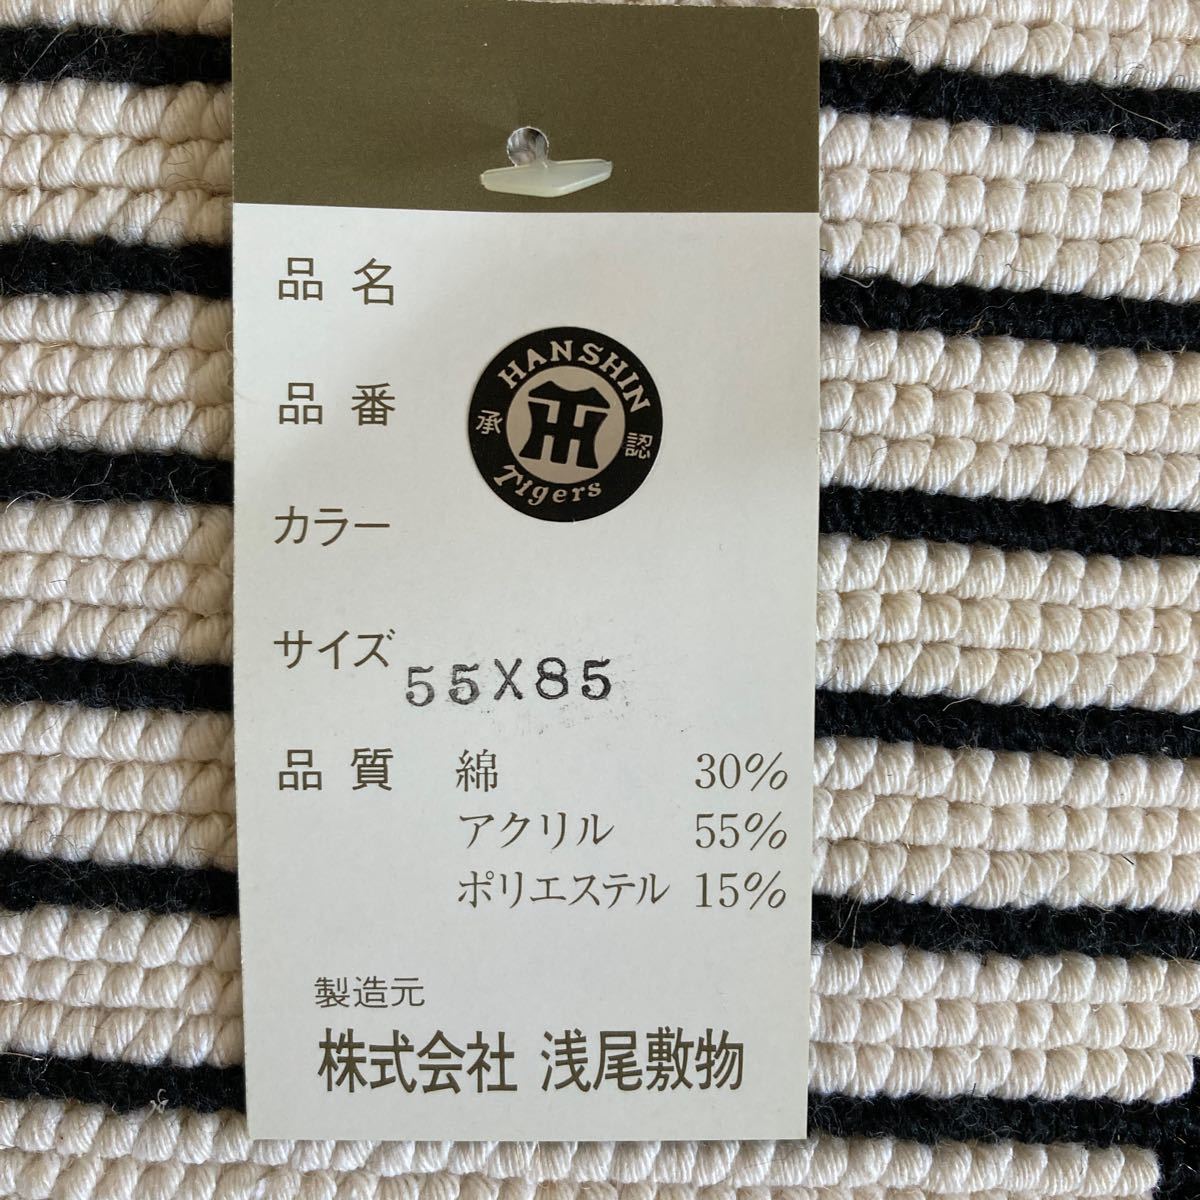 品名
品番
HANSHIN
承 認
Tigers
カラー
サイズ 55X85
品質 綿 30%
アクリル 55%
ポリエステル 15%
製造元
株式会社 浅尾敷物